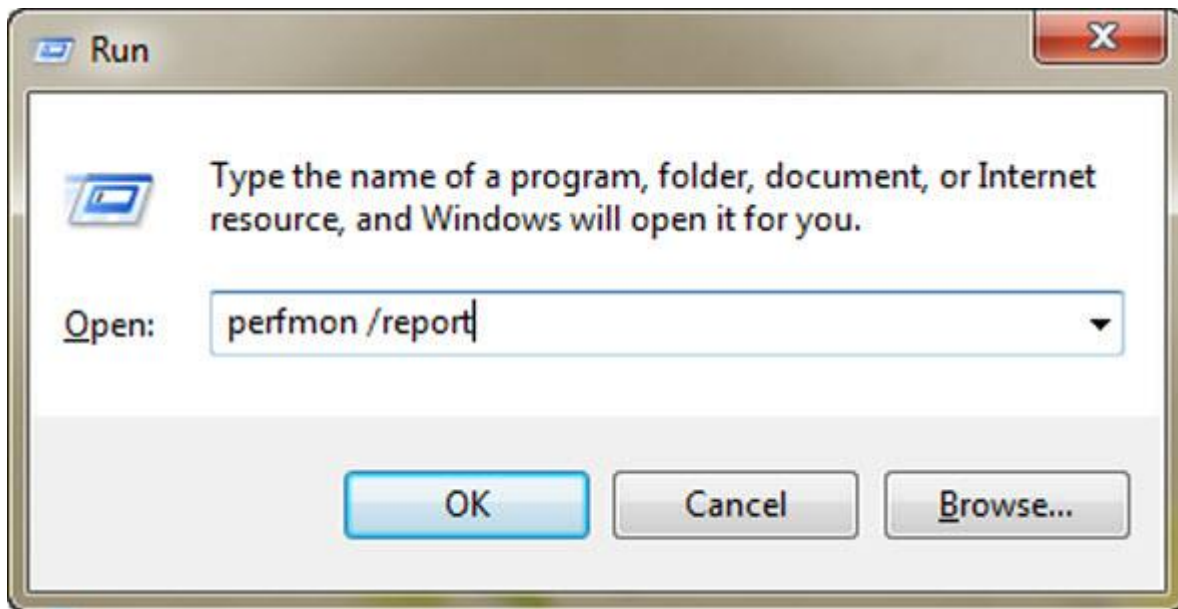 Run
Type the name of a program, folder, document, or Internet
resource, and Windows will open it for you.
Open: perfmon /report
OK Cancel Browse...